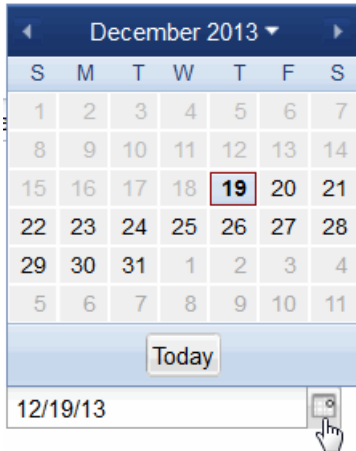 December 2013
S M T W T F S
1 2 3 4 5 6 7
8 9 10 11 12 13 14
15 16 17 18 19 20 21
22 23 24 25 26 27 28
29 30 31 1 2 3 4
5 6 7 8 9 10 11
Today
12/19/13